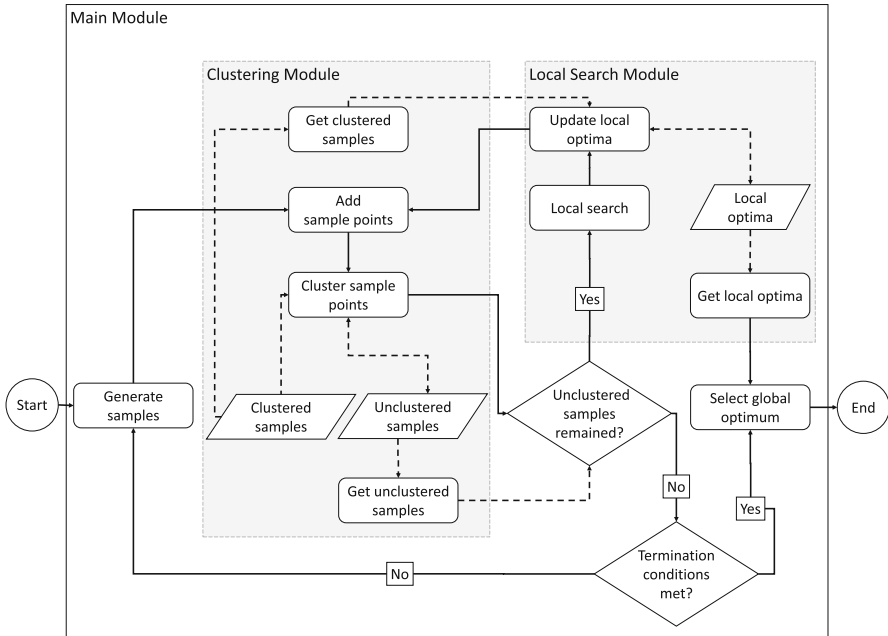 Main Module
Clustering Module
Local Search Module
Get clustered
samples
Update local
optima
Add
sample points
Local search
Local
optima
Cluster sample
points
Get local optima
Yes
Start
Generate
samples
Clustered
samples
Unclustered
samples
Unclustered
samples
remained?
Select global
optimum
End
Get unclustered
samples
No
Yes
Termination
conditions
met?
No